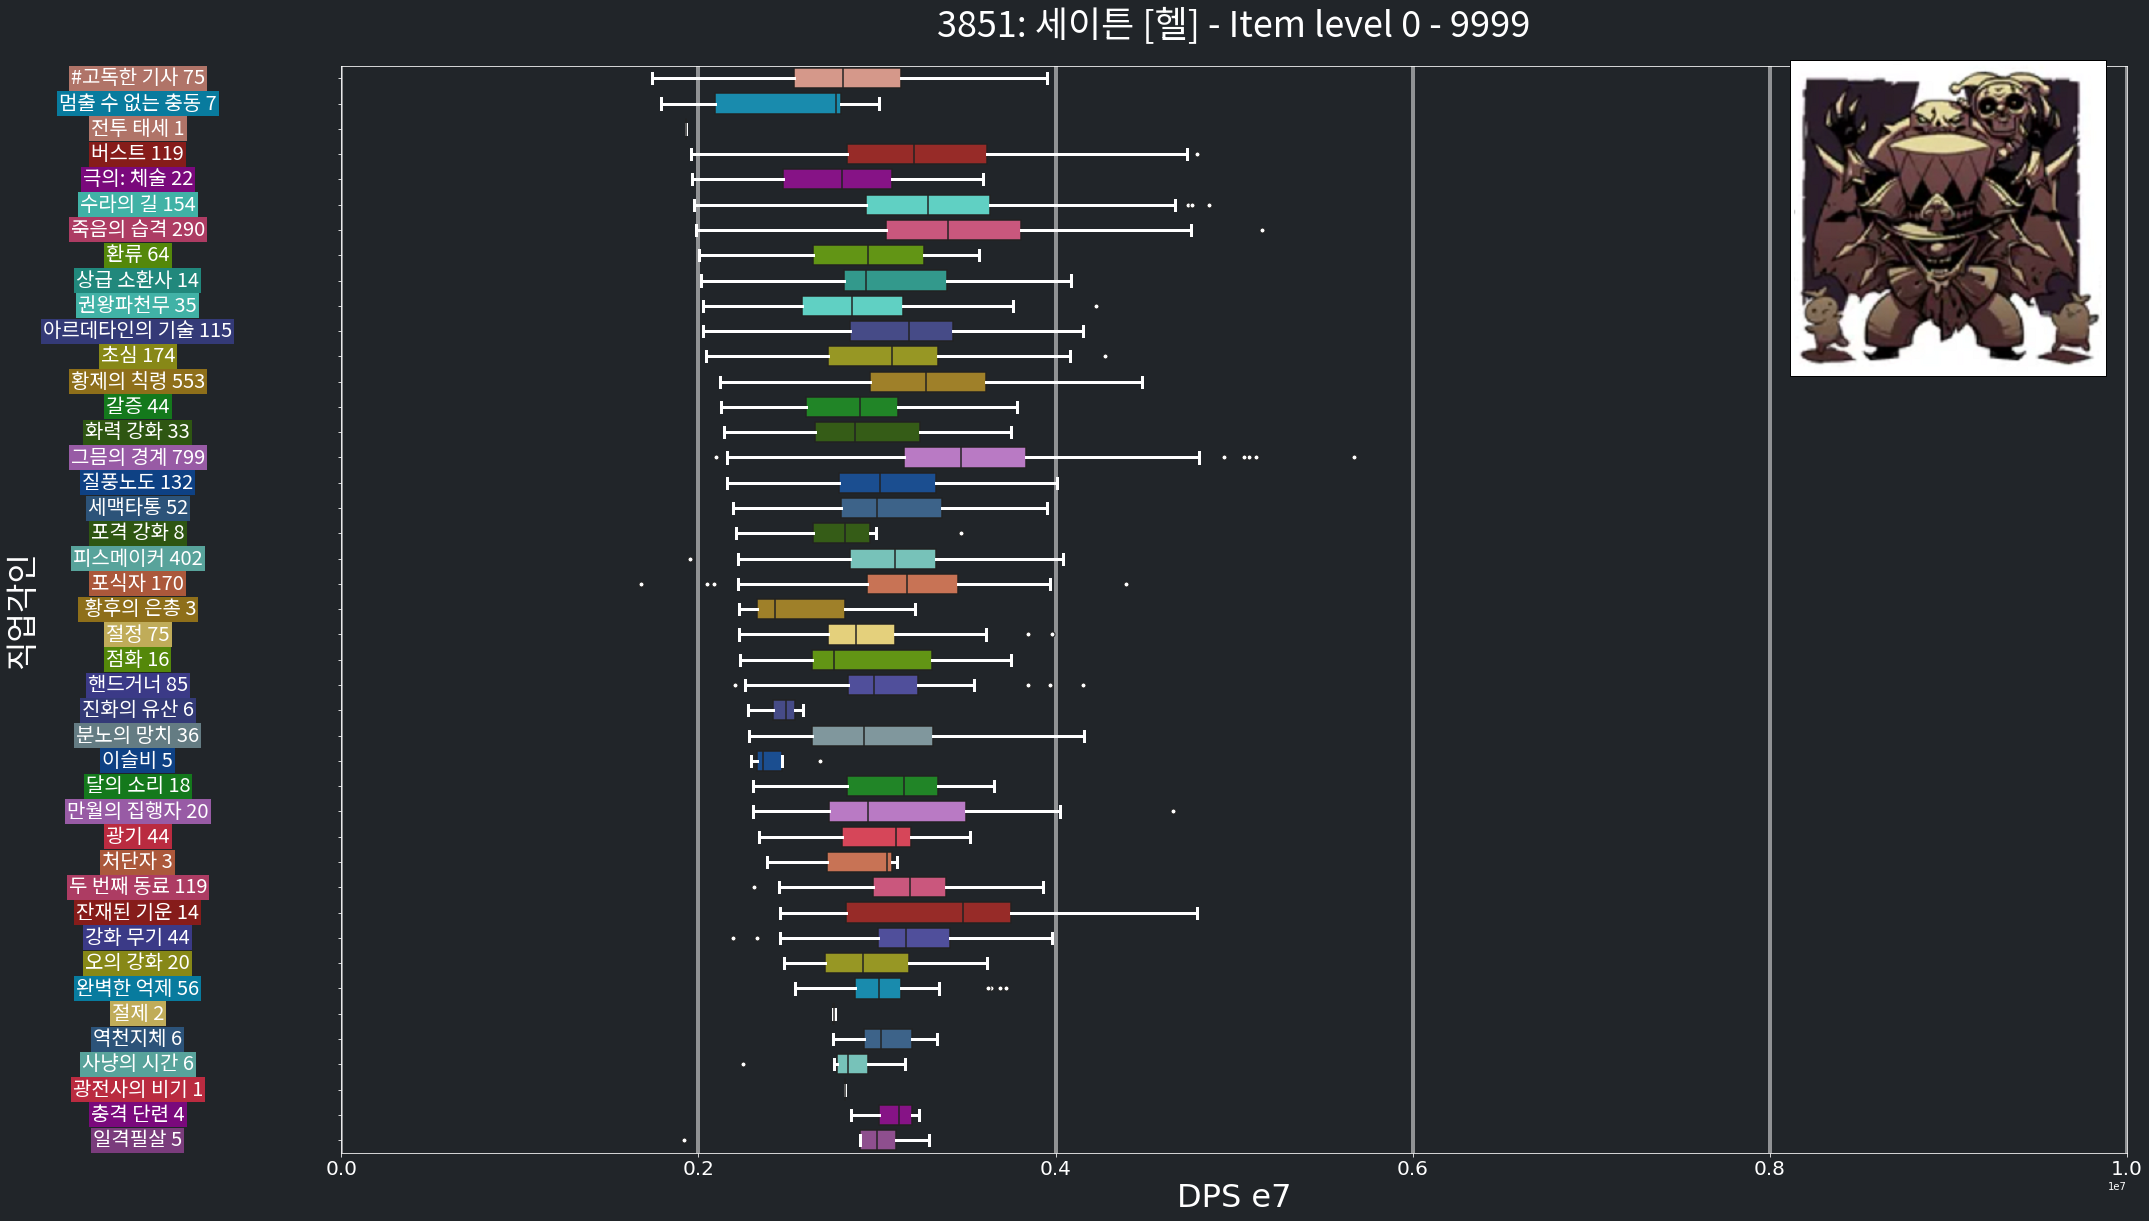 3851: 세이튼 [헬] - Item level 0 - 9999
직업각인
#고독한 기사 75
멈출 수 없는 충동 7
전투 태세 1
버스트 119
극의: 체술 22
수라의 길 154
죽음의 습격 290
환류 64
상급 소환사 14
권왕파천무 35
아르데타인의 기술 115
초심 174
황제의 칙령 553
갈증 44
화력 강화 33
그믐의 경계 799
질풍노도 132
세맥타통 52
포격 강화 8
피스메이커 402
포식자 170
황후의 은총 3
절정 75
점화 16
핸드거너 85
진화의 유산 6
분노의 망치 36
이슬비 5
달의 소리 18
만월의 집행자 20
광기 44
처단자 3
두 번째 동료 119
잔재된 기운 14
강화 무기 44
오의 강화 20
완벽한 억제 56
절제 2
역천지체 6
사냥의 시간 6
광전사의 비기 1
충격 단련 4
일격필살 5
0.0 0.2 0.4 0.6 0.8 1.0
1e7
DPS e7